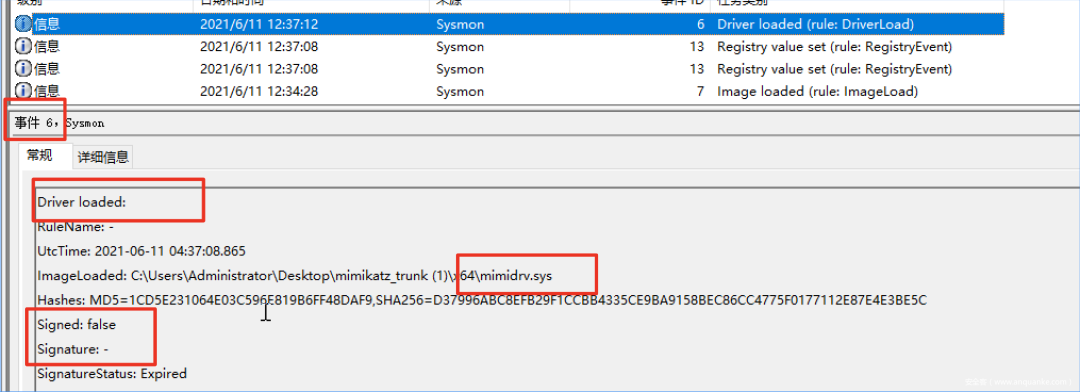 级别 日期和时间 来源 事件 ID 任务类别
信息 2021/6/11 12:37:12 Sysmon 6 Driver loaded (rule: DriverLoad)
信息 2021/6/11 12:37:08 Sysmon 13 Registry value set (rule: RegistryEvent)
信息 2021/6/11 12:37:08 Sysmon 13 Registry value set (rule: RegistryEvent)
信息 2021/6/11 12:34:28 Sysmon 7 Image loaded (rule: ImageLoad)
事件 6，Sysmon
常规 详细信息
Driver loaded:
RuleName: -
UtcTime: 2021-06-11 04:37:08.865
ImageLoaded: C:\Users\Administrator\Desktop\mimikatz_trunk (1)\x64\mimidrv.sys
Hashes: MD5=1CD5E231064E03C596E819B6FF48DAF9,SHA256=D37996ABC8EFB29F1CCBB4335CE9BA9158BEC86CC4775F0177112E87E4E3BE5C
Signed: false
Signature: -
SignatureStatus: Expired